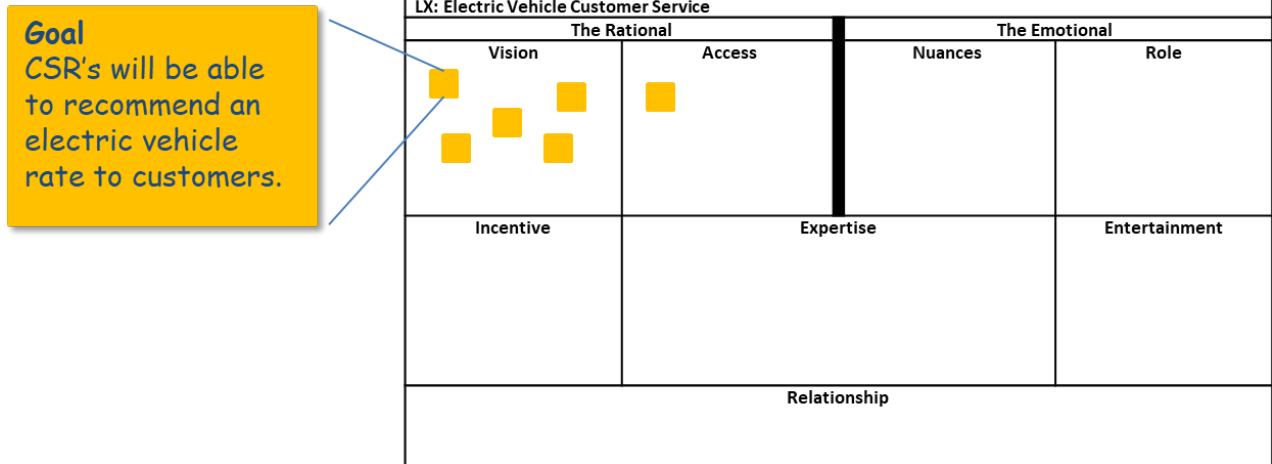 Goal
CSR's will be able
to recommend an
electric vehicle
rate to customers.
LX: Electric Vehicle Customer Service
The Rational
The Emotional
Vision
Access
Nuances
Role
Incentive
Expertise
Entertainment
Relationship